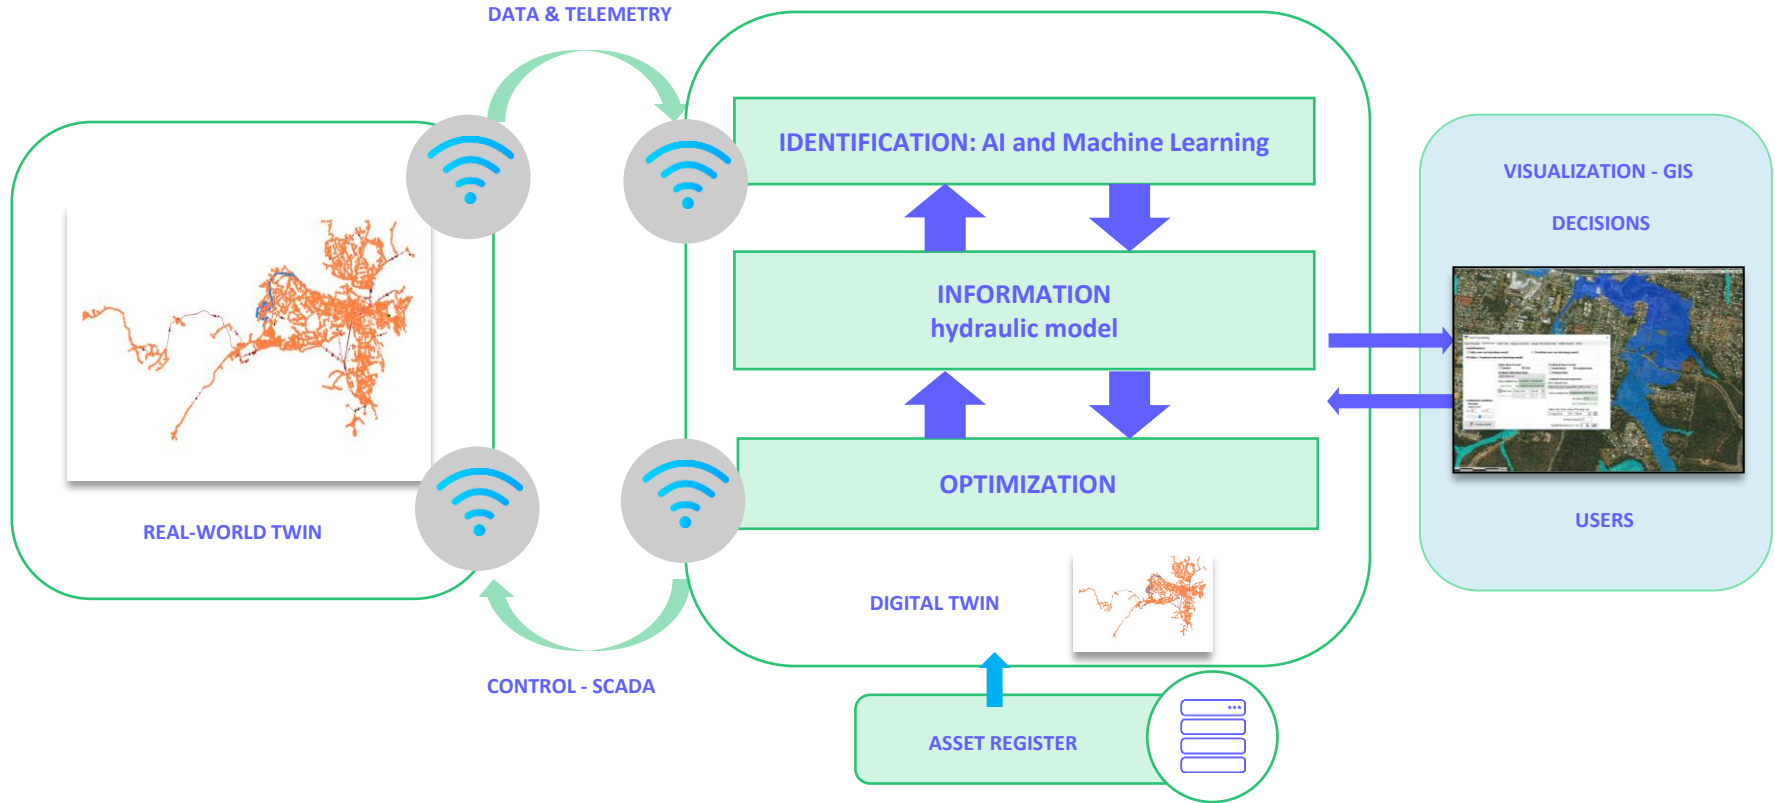 DATA & TELEMETRY
IDENTIFICATION: AI and Machine Learning
VISUALIZATION - GIS
DECISIONS
INFORMATION
hydraulic model
OPTIMIZATION
REAL-WORLD TWIN
USERS
DIGITAL TWIN
CONTROL - SCADA
ASSET REGISTER